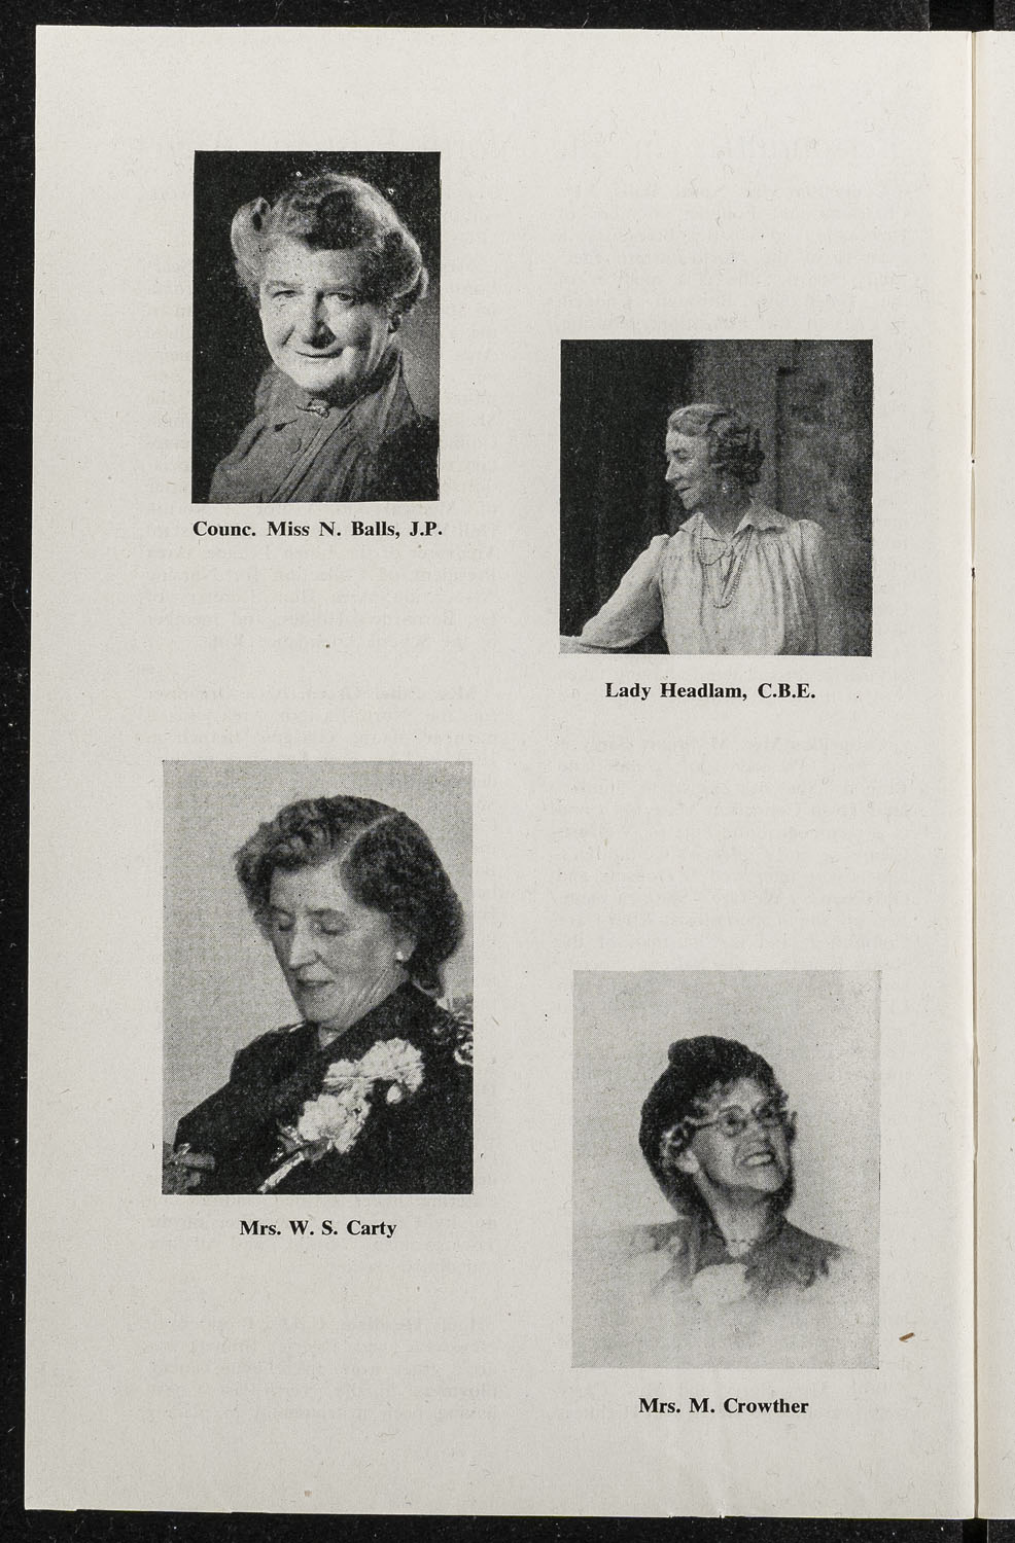 Counc. Miss N. Balls, J.P.
Lady Headlam, C.B.E.
Mrs. W. S. Carty
Mrs. M. Crowther